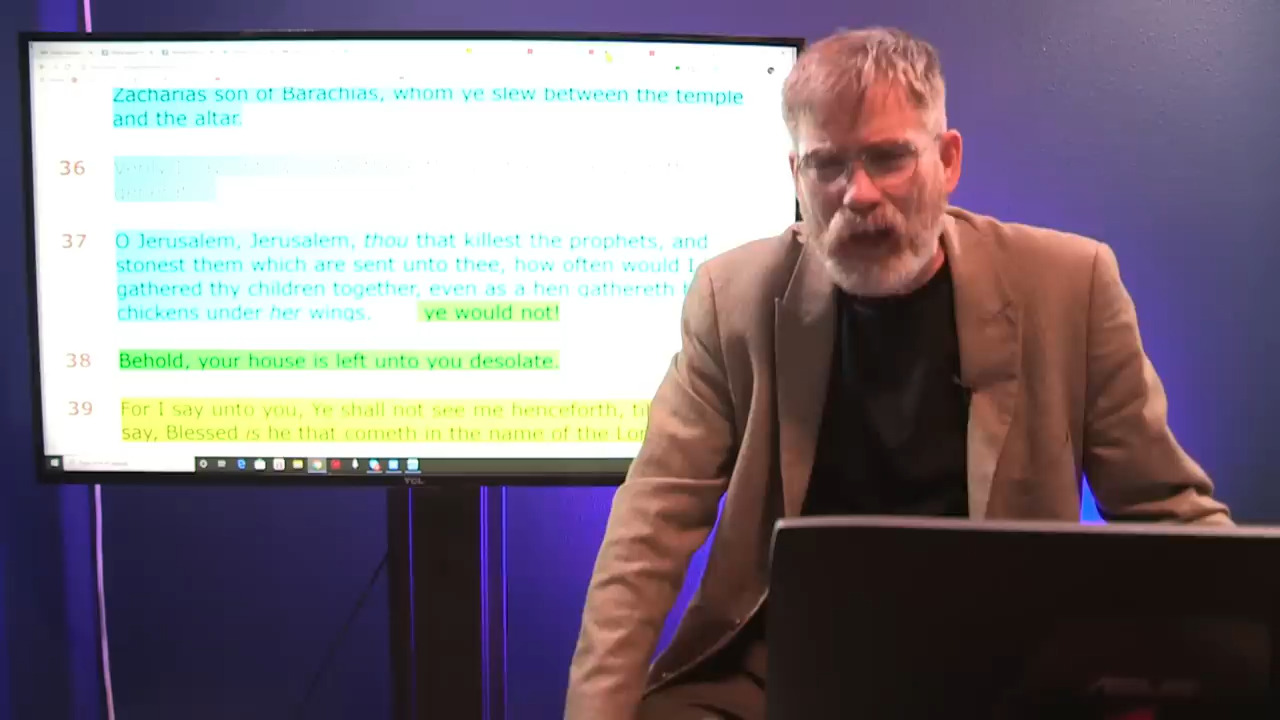 Zacharias son of Barachias, whom ye slew between the temple
and the altar.
36
37 O Jerusalem, Jerusalem, thou that killest the prophets, and
stonest them which are sent unto thee, how often would I
gathered thy children together, even as a hen gathereth
chickens under her wings. ye would not!
38 Behold, your house is left unto you desolate.
39 For I say unto you, Ye shall not see me henceforth,
say, Blessed is he that cometh in the name of the
TCL